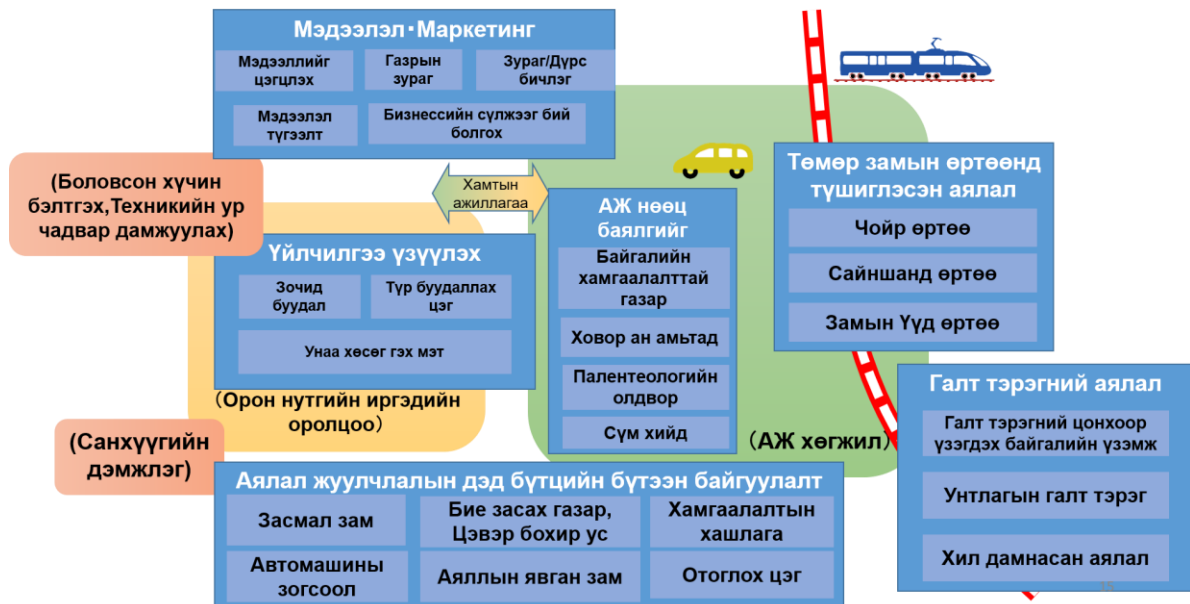 Мэдээлэл・Маркетинг
Мэдээллийг
цэгцлэх
Газрын
зураг
Зураг/Дүрс
бичлэг
Мэдээлэл
түгээлт
Бизнессийн сүлжээг бий
болгох
(Боловсон хүчин
бэлтгэх,Техникийн ур
чадвар дамжуулах)
Хамтын
ажиллагаа
Үйлчилгээ үзүүлэх
Зочид
буудал
Түр буудаллах
цэг
Унаа хөсөг гэх мэт
(Орон нутгийн иргэдийн
оролцоо)
АЖ нөөц
баялгийг
Байгалийн
хамгаалалттай
газар
Ховор ан амьтад
Палентеологийн
олдвор
Сүм хийд
(АЖ хөгжил)
Төмөр замын өртөөнд
түшиглэсэн аялал
Чойр өртөө
Сайншанд өртөө
Замын Үүд өртөө
Галт тэрэгний аялал
Галт тэрэгний цонхоор
үзэгдэх байгалийн үзэмж
Унтлагын галт тэрэг
Хил дамнасан аялал
(Санхүүгийн
дэмжлэг)
Аялал жуулчлалын дэд бүтцийн бүтээн байгуулалт
Засмал зам
Бие засах газар,
Цэвэр бохир ус
Хамгаалалтын
хашлага
Автомашины
зогсоол
Аяллын явган зам
Отоглох цэг